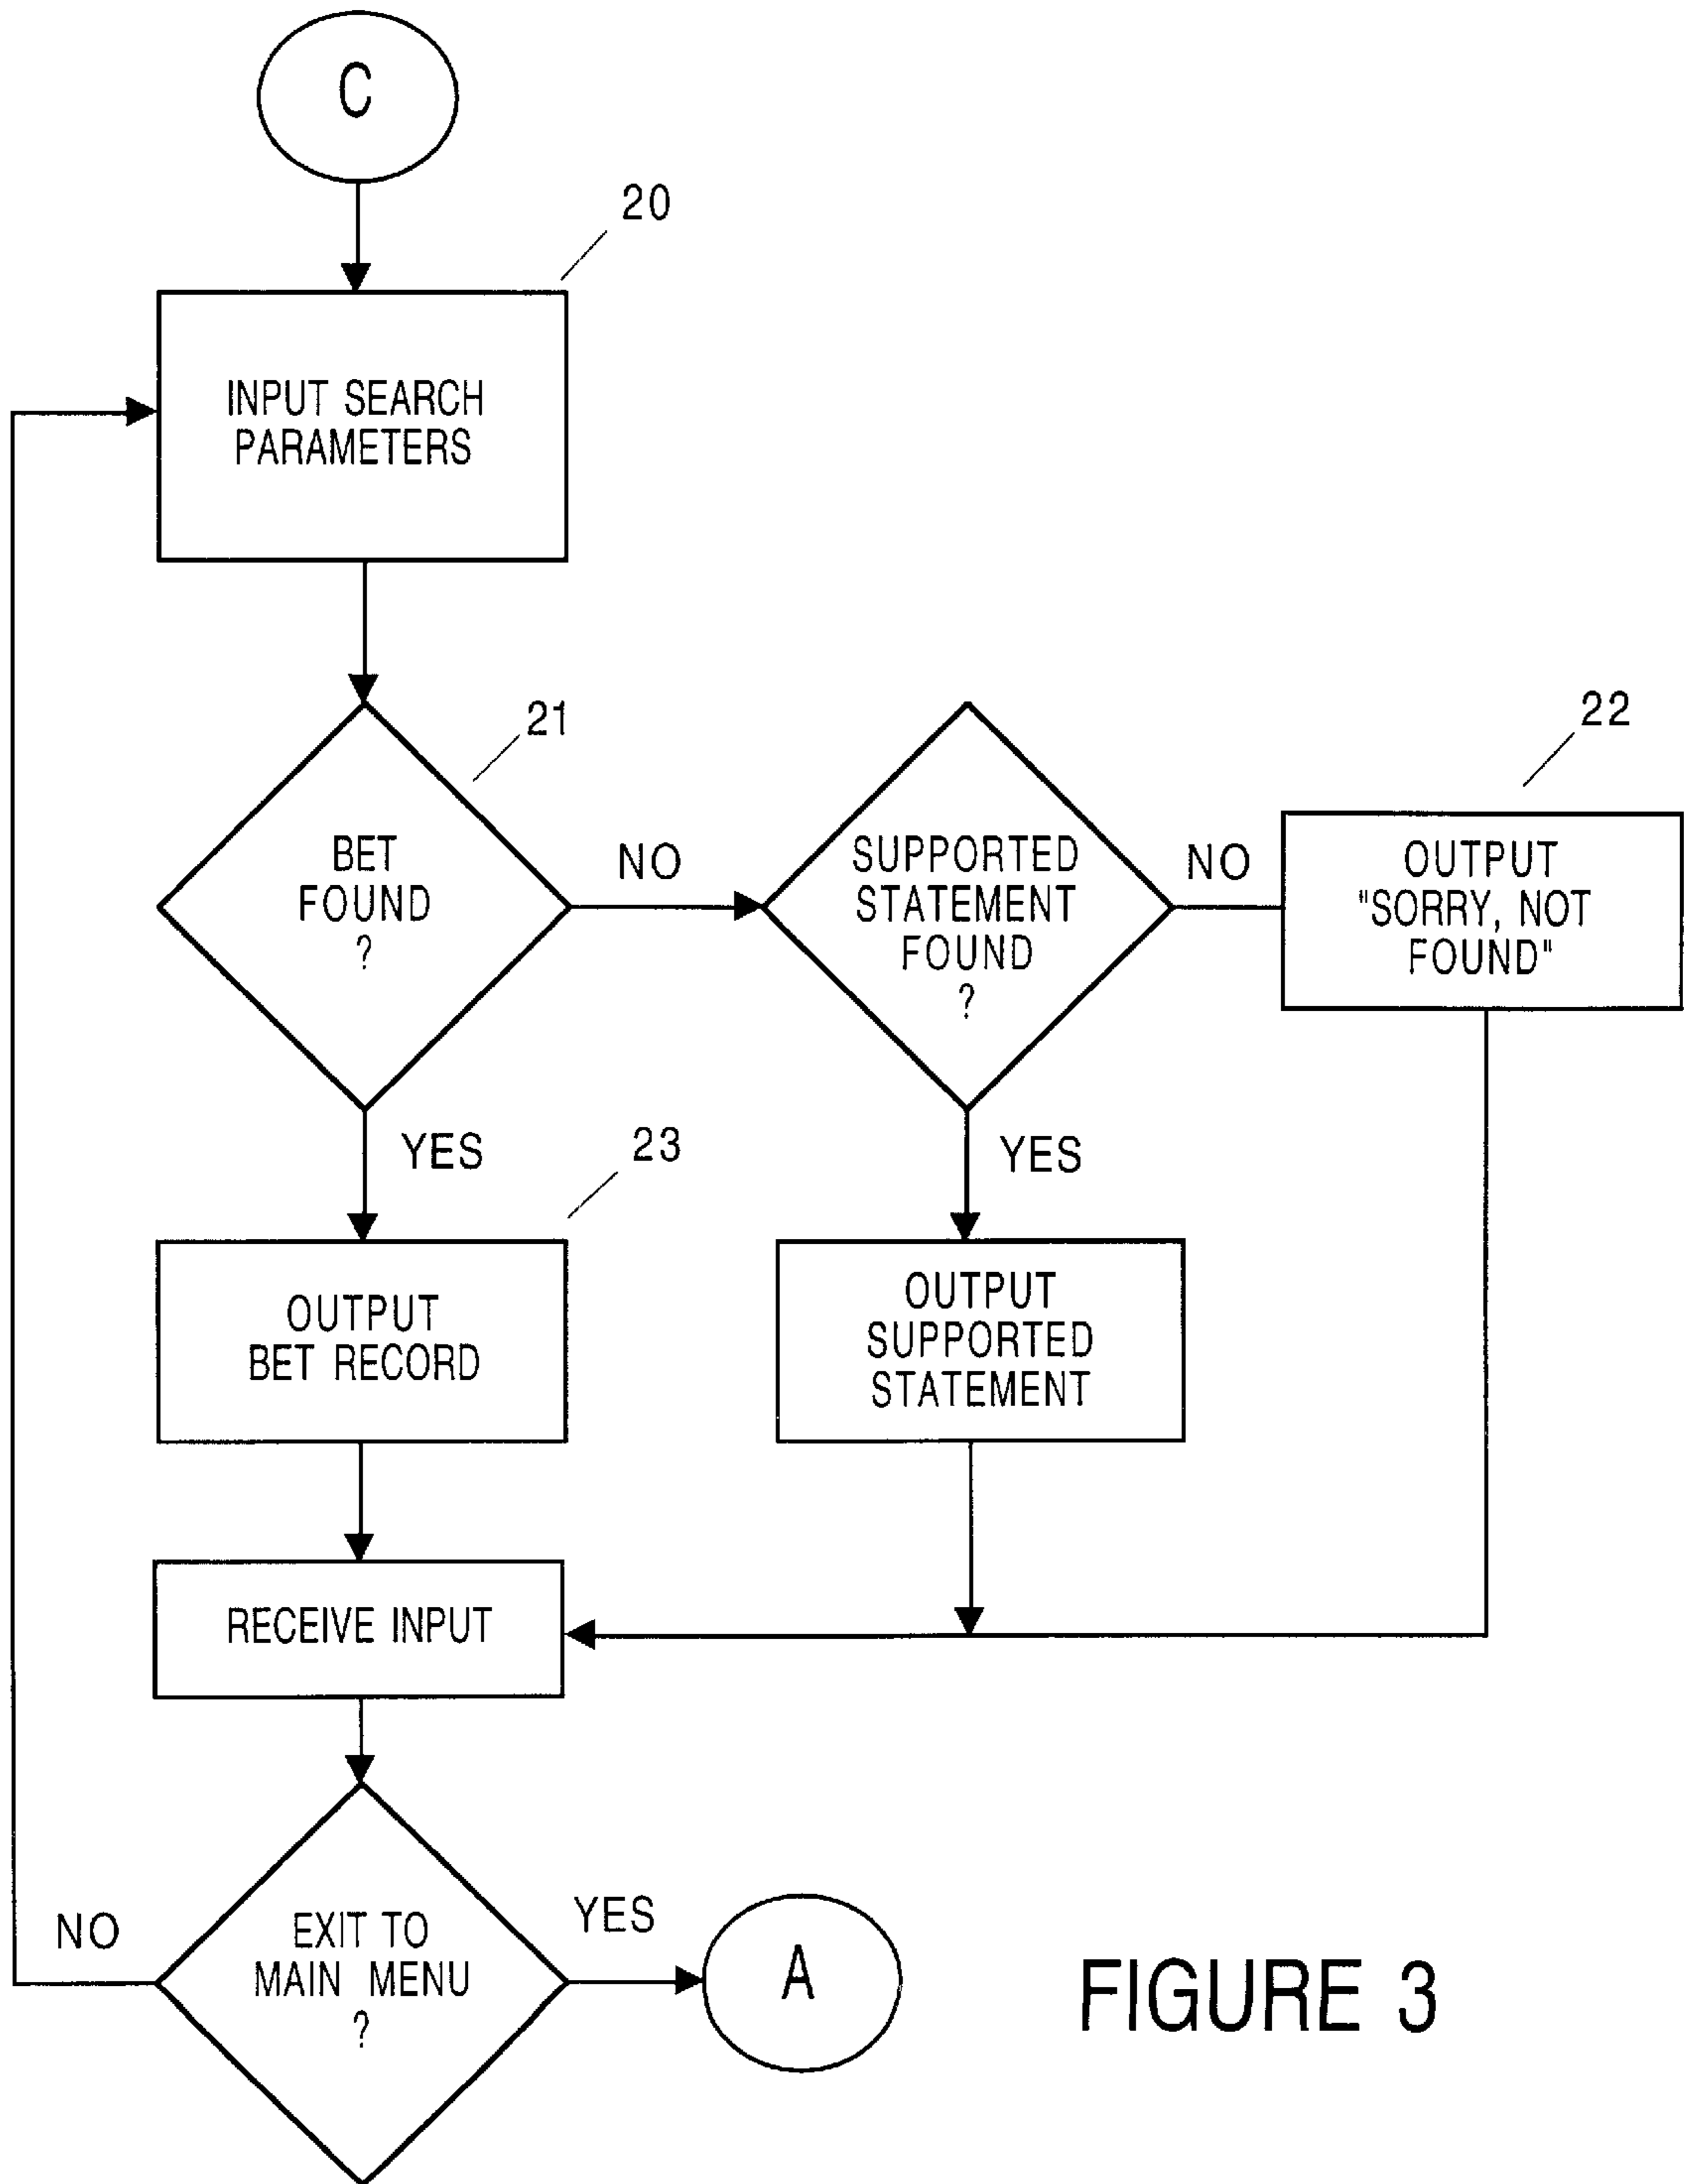 C
20
INPUT SEARCH
PARAMETERS
21
BET
FOUND
?
NO
SUPPORTED
STATEMENT
FOUND
?
NO
22
OUTPUT
"SORRY, NOT
FOUND"
YES
23
OUTPUT
BET RECORD
YES
OUTPUT
SUPPORTED
STATEMENT
RECEIVE INPUT
NO
EXIT TO
MAIN MENU
?
YES
A
FIGURE 3